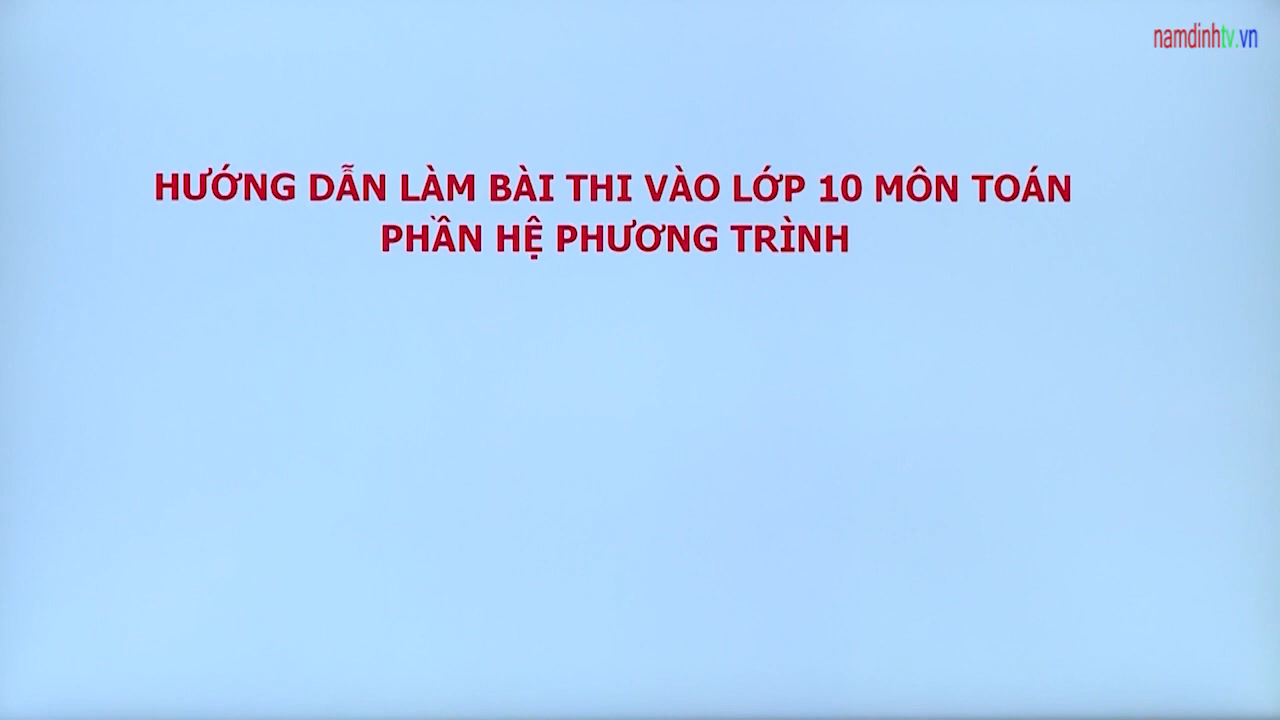 namdinhtv.vn
HƯỚNG DẪN LÀM BÀI THI VÀO LỚP 10 MÔN TOÁN
PHẦN HỆ PHƯƠNG TRÌNH